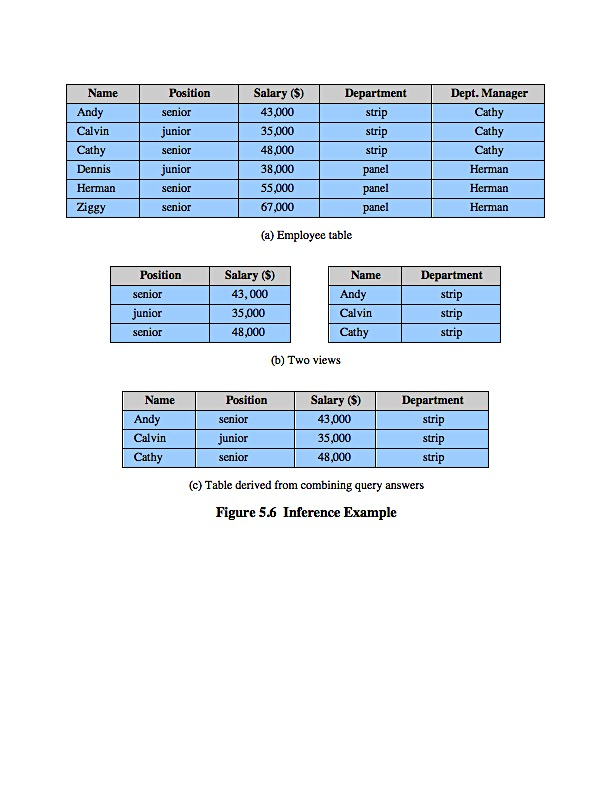 Name Position Salary ($) Department Dept. Manager
Andy senior 43,000 strip Cathy
Calvin junior 35,000 strip Cathy
Cathy senior 48,000 strip Cathy
Dennis junior 38,000 panel Herman
Herman senior 55,000 panel Herman
Ziggy senior 67,000 panel Herman
(a) Employee table
Position Salary ($) Name Department
senior 43,000 Andy strip
junior 35,000 Calvin strip
senior 48,000 Cathy strip
(b) Two views
Name Position Salary ($) Department
Andy senior 43,000 strip
Calvin junior 35,000 strip
Cathy senior 48,000 strip
(c) Table derived from combining query answers
Figure 5.6 Inference Example